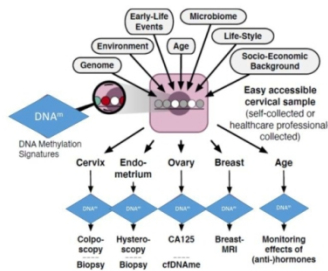 Early-Life
Events
Microbiome
Environment
Age
Life-Style
Genome
Socio-Economic
Background
DNAm
DNA Methylation
Signatures
Easy accessible
cervical sample
(self-collected or
healthcare professional-
collected)
Cervix
Endo-
metrium
Ovary
Breast
Age
DNAm
DNAm
DNAm
DNAm
DNAm
Colpo-
scopy
Biopsy
Hystero-
scopy
Biopsy
CA125
cfDNAme
Breast-
MRI
Monitoring
effects of
(anti-)hormones